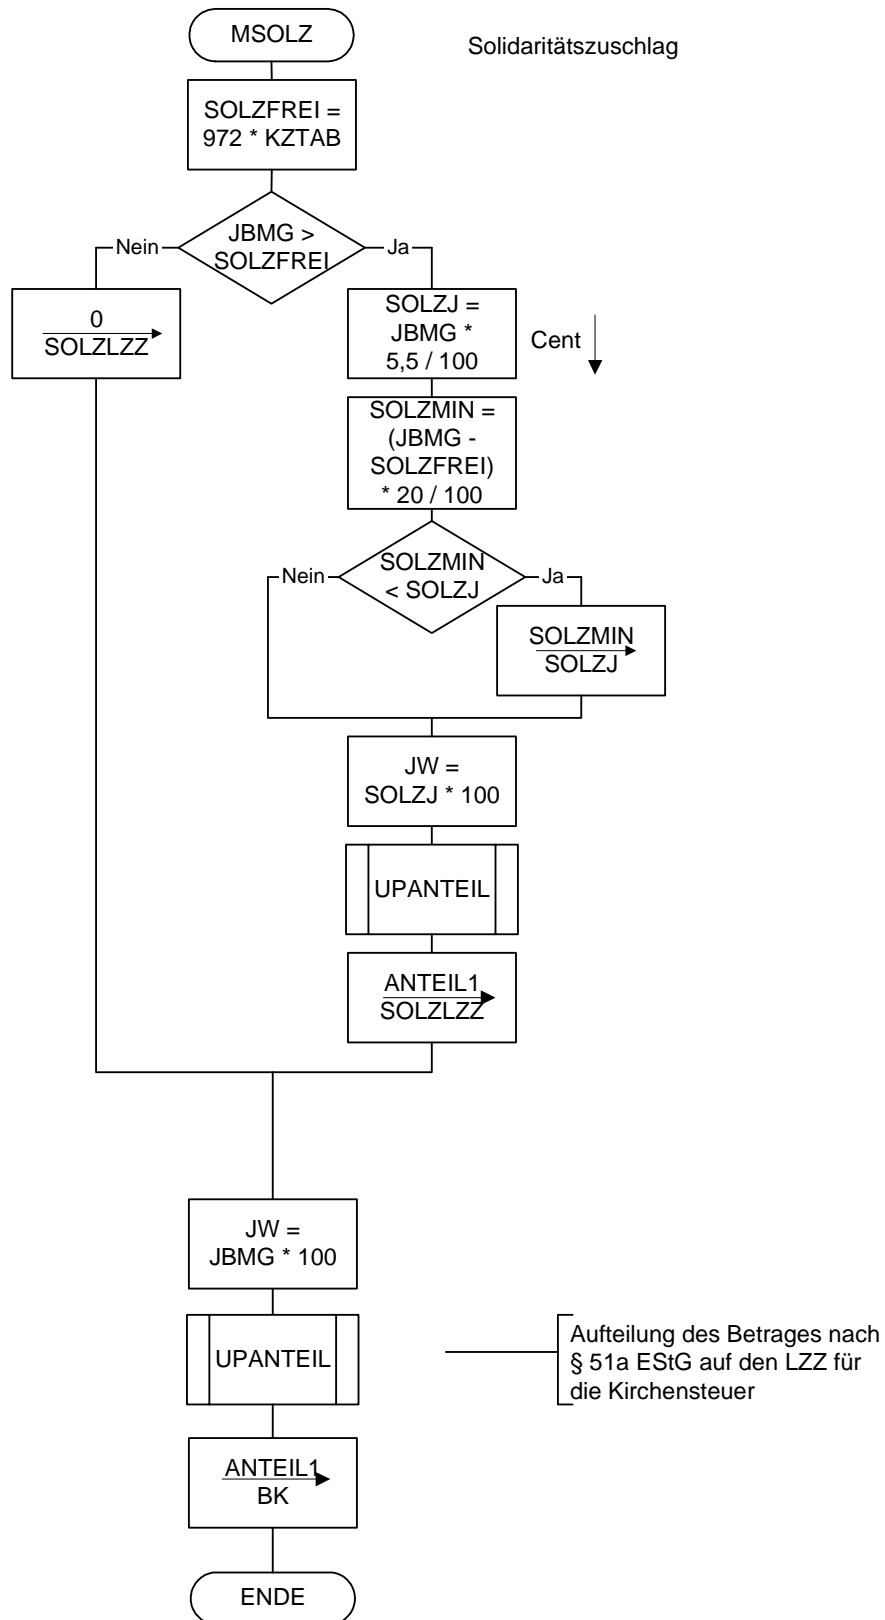 MSOLZ
Solidaritätszuschlag
SOLZFREI =
972 * KZTAB
JBMG >
SOLZFREI
Nein
Ja
0
SOLZLZZ
SOLZJ =
JBMG *
5,5 / 100
Cent
SOLZMIN =
(JBMG -
SOLZFREI)
* 20 / 100
SOLZMIN
< SOLZJ
Nein
Ja
SOLZMIN
SOLZJ
JW =
SOLZJ * 100
UPANTEIL
ANTEIL1
SOLZLZZ
JW =
JBMG * 100
UPANTEIL
Aufteilung des Betrages nach
§ 51a EStG auf den LZZ für
die Kirchensteuer
ANTEIL1
BK
ENDE